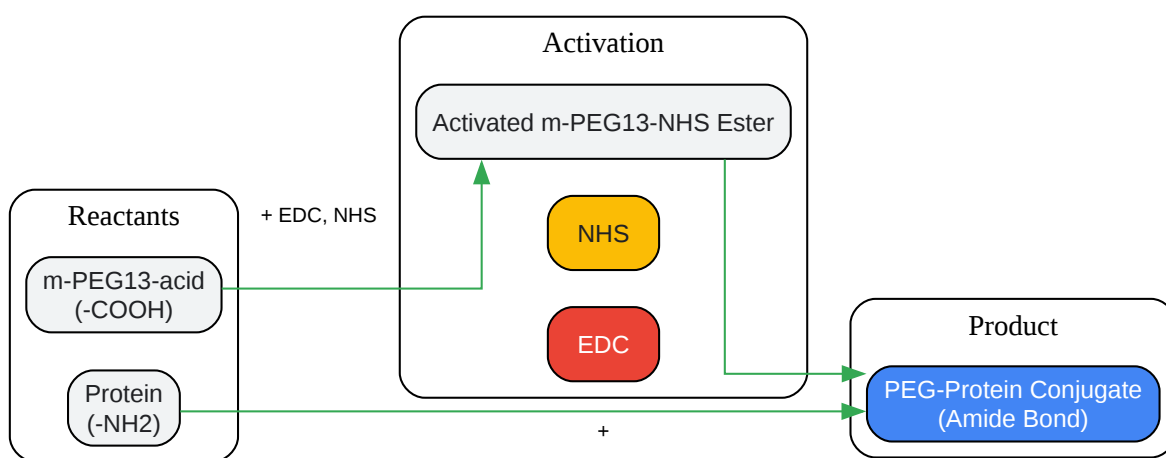 Activation
Activated m-PEG13-NHS Ester
NHS
EDC
Reactants
+ EDC, NHS
m-PEG13-acid
(-COOH)
Protein
(-NH2)
+
Product
PEG-Protein Conjugate
(Amide Bond)